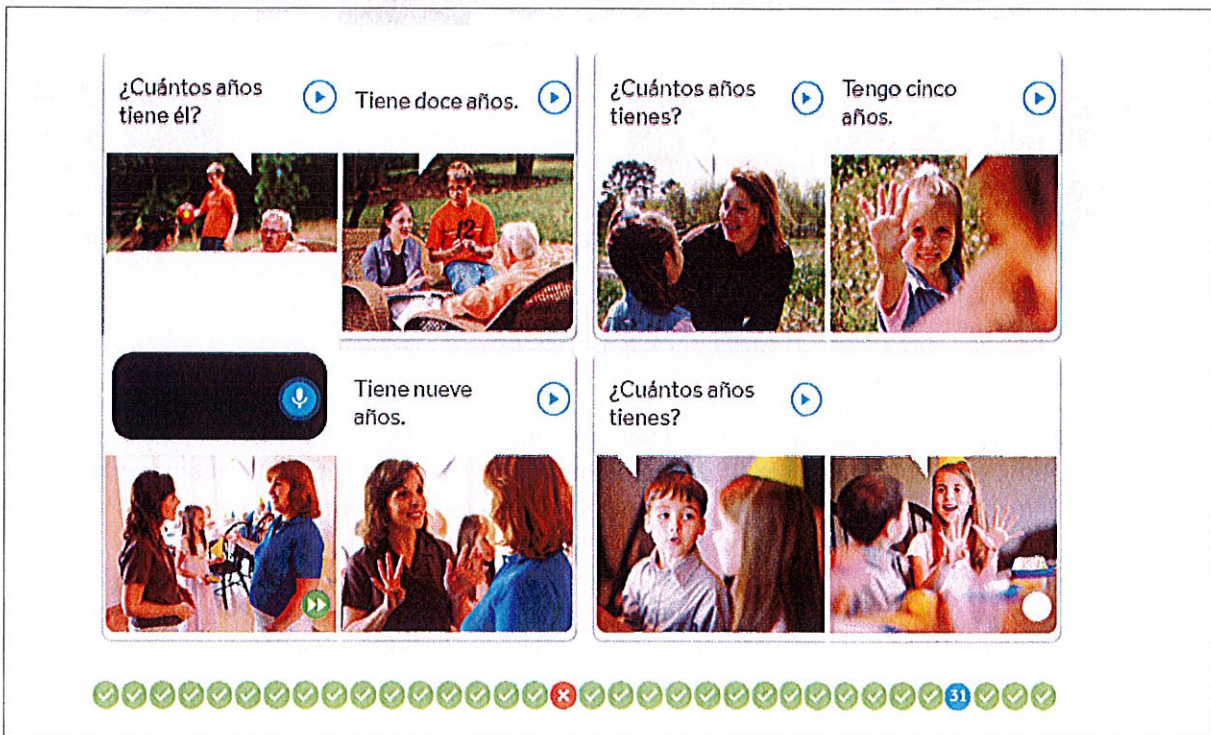 ¿Cuántos años
tiene él?
Tiene doce años.
¿Cuántos años
tienes?
Tengo cinco
años.
12
Tiene nueve
años.
¿Cuántos años
tienes?
31